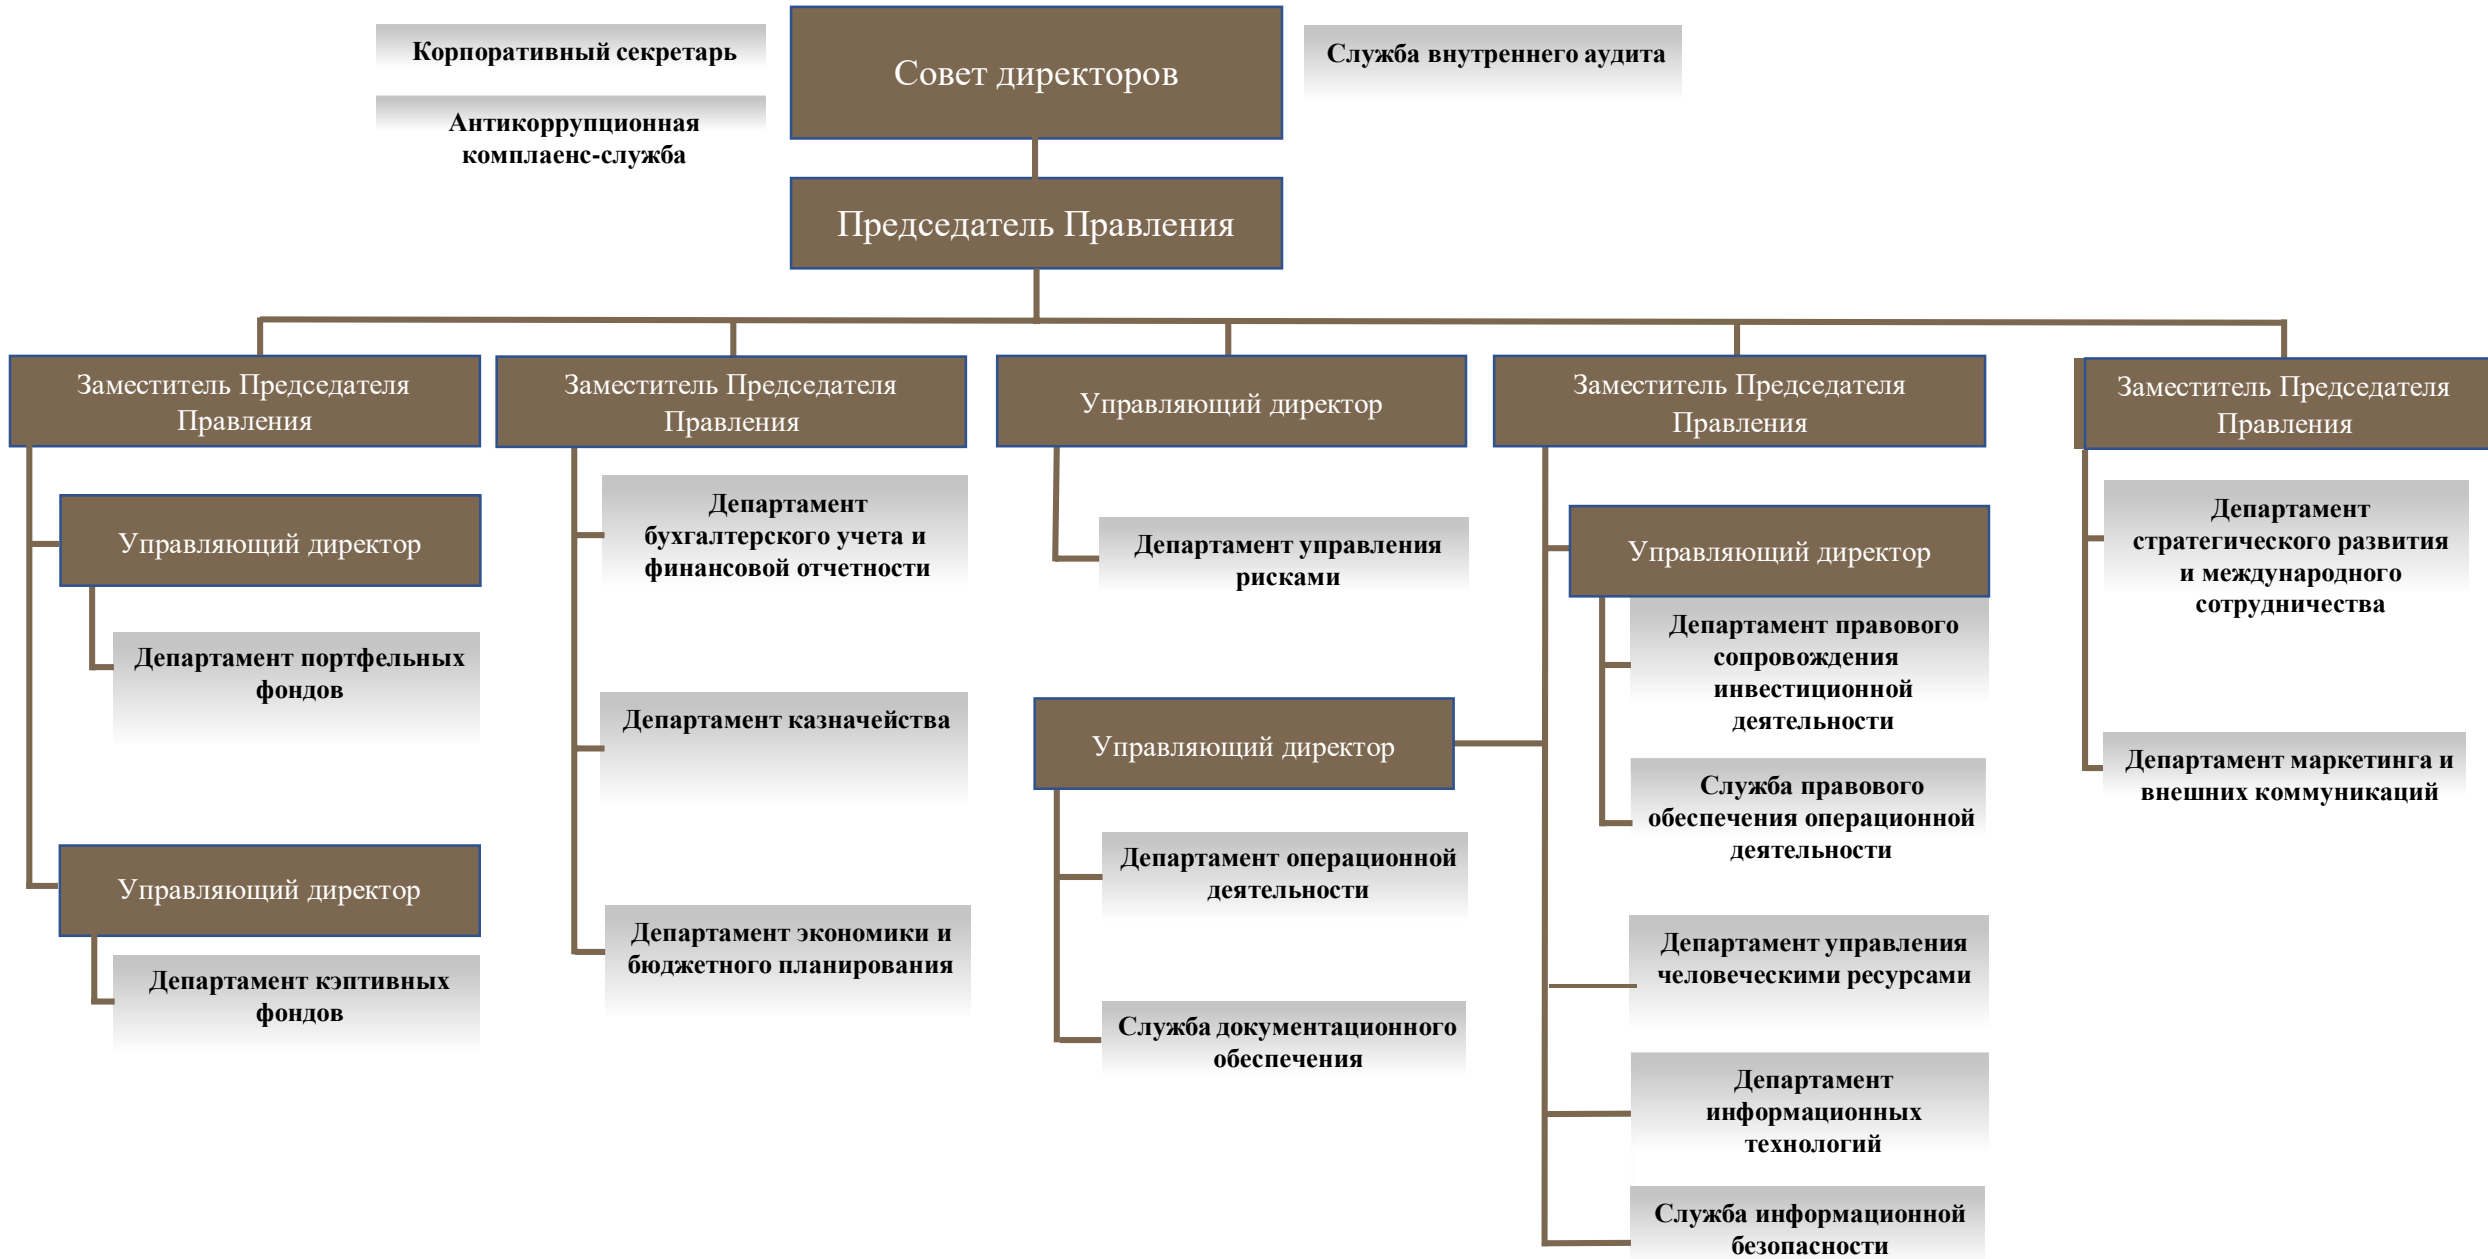 Корпоративный секретарь
Антикоррупционная
комплаенс-служба
Совет директоров
Служба внутреннего аудита
Председатель Правления
Заместитель Председателя
Правления
Управляющий директор
Департамент портфельных
фондов
Управляющий директор
Департамент кэптивных
фондов
Заместитель Председателя
Правления
Департамент
бухгалтерского учета и
финансовой отчетности
Департамент казначейства
Департамент экономики и
бюджетного планирования
Управляющий директор
Департамент управления
рисками
Заместитель Председателя
Правления
Управляющий директор
Департамент правового
сопровождения
инвестиционной
деятельности
Служба правового
обеспечения операционной
деятельности
Управляющий директор
Департамент операционной
деятельности
Служба документационного
обеспечения
Департамент управления
человеческими ресурсами
Департамент
информационных
технологий
Служба информационной
безопасности
Заместитель Председателя
Правления
Департамент
стратегического развития
и международного
сотрудничества
Департамент маркетинга и
внешних коммуникаций